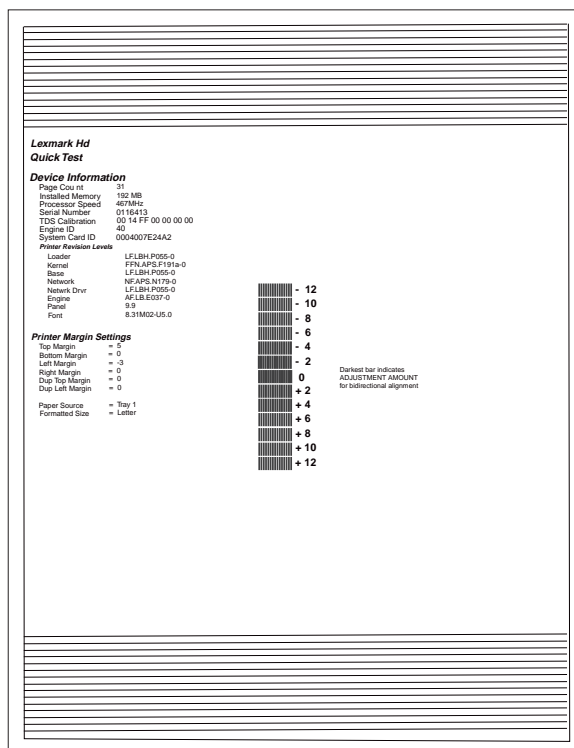 Lexmark Hd
Quick Test
Device Information
Page Cou nt 31
Installed Memory 192 MB
Processor Speed 467MHz
Serial Number 0116413
TDS Calibration 00 14 FF 00 00 00 00
Engine ID 40
System Card ID 0004007E24A2
Printer Revision Levels
Loader LF.LBH.P055-0
Kernel FFN.APS.F191a-0
Base LF.LBH.P055-0
Network NF.APS.N179-0
Netwrk Drvr LF.LBH.P055-0
Engine AF.LB.E037-0
Panel 9.9
Font 8.31M02-U5.0
Printer Margin Settings
Top Margin = 5
Bottom Margin = 0
Left Margin = -3
Right Margin = 0
Dup Top Margin = 0
Dup Left Margin = 0
Paper Source = Tray 1
Formatted Size = Letter
- 12
- 10
- 8
- 6
- 4
- 2
0
+ 2
+ 4
+ 6
+ 8
+ 10
+ 12
Darkest bar indicates
ADJUSTMENT AMOUNT
for bidirectional alignment